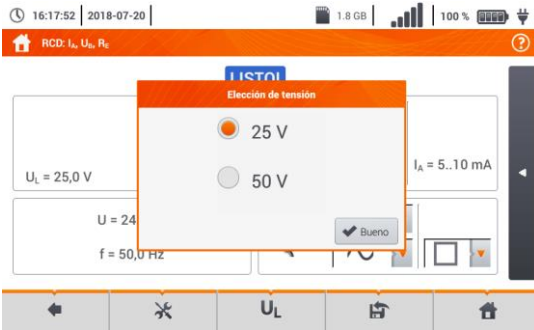 16:17:52 2018-07-20 1.8 GB 100 %
RCD: IA, UB, RE
?
LISTO!
Elección de tensión
25 V
50 V
UL = 25,0 V
IA = 5..10 mA
U = 24
Bueno
f = 50,0 Hz
UL